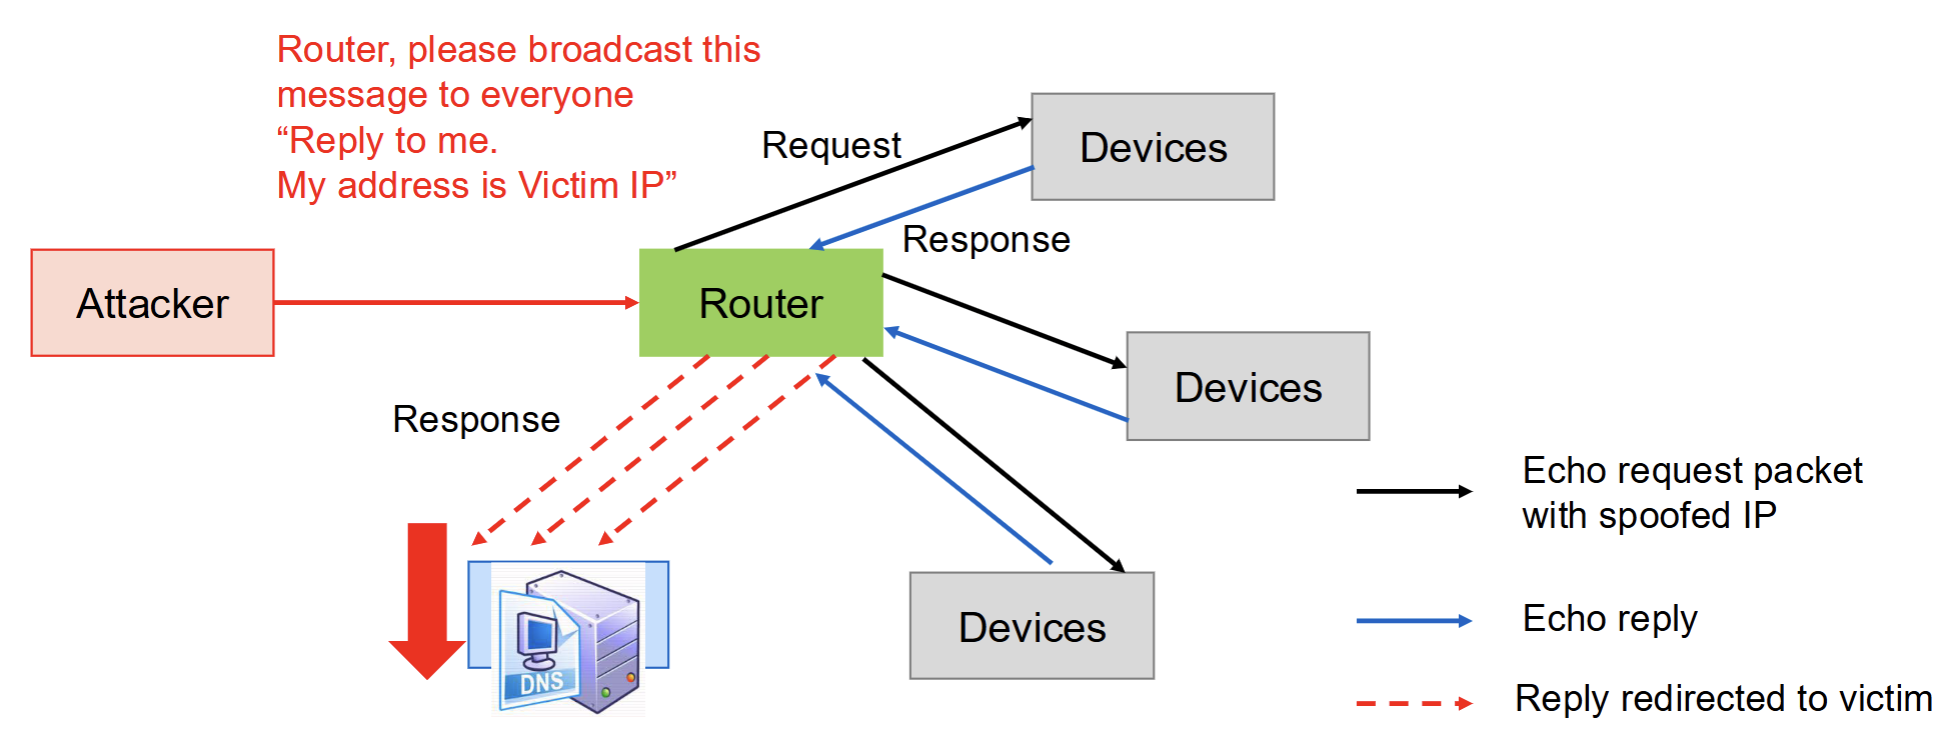 Router, please broadcast this
message to everyone
“Reply to me.
My address is Victim IP”
Request
Devices
Response
Attacker
Router
Devices
Response
Echo request packet
with spoofed IP
Devices
Echo reply
DNS
Reply redirected to victim